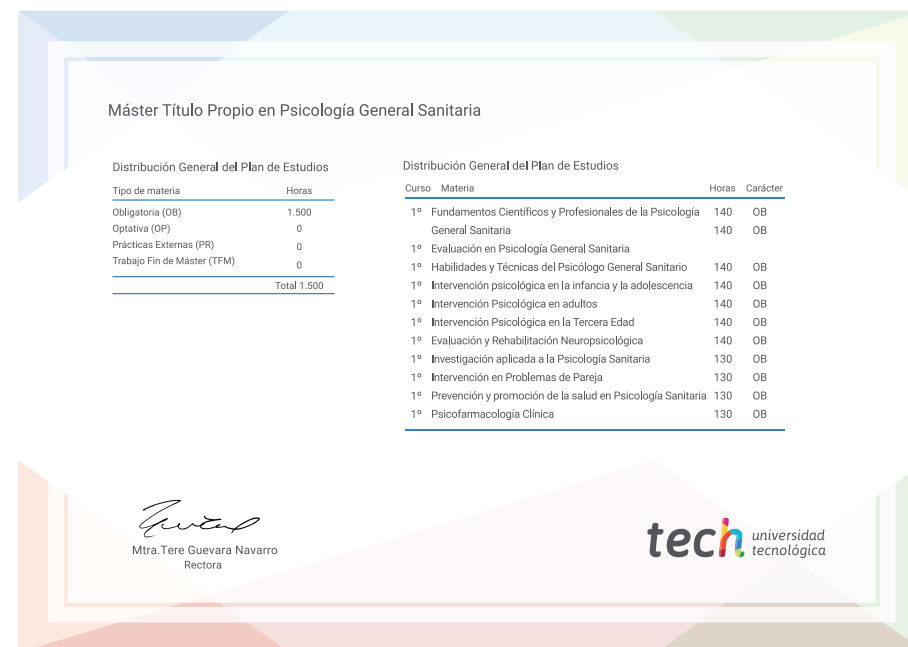 Máster Título Propio en Psicología General Sanitaria
Distribución General del Plan de Estudios
Tipo de materia Horas
Obligatoria (OB) 1.500
Optativa (OP) 0
Prácticas Externas (PR) 0
Trabajo Fin de Máster (TFM) 0
Total 1.500
Distribución General del Plan de Estudios
Curso Materia Horas Carácter
1º Fundamentos Científicos y Profesionales de la Psicología 140 OB
General Sanitaria 140 OB
1º Evaluación en Psicología General Sanitaria
1º Habilidades y Técnicas del Psicólogo General Sanitario 140 OB
1º Intervención psicológica en la infancia y la adolescencia 140 OB
1º Intervención Psicológica en adultos 140 OB
1º Intervención Psicológica en la Tercera Edad 140 OB
1º Evaluación y Rehabilitación Neuropsicológica 140 OB
1º Investigación aplicada a la Psicología Sanitaria 130 OB
1º Intervención en Problemas de Pareja 130 OB
1º Prevención y promoción de la salud en Psicología Sanitaria 130 OB
1º Psicofarmacología Clínica 130 OB
Mtra.Tere Guevara Navarro
Rectora
tech universidad
tecnológica